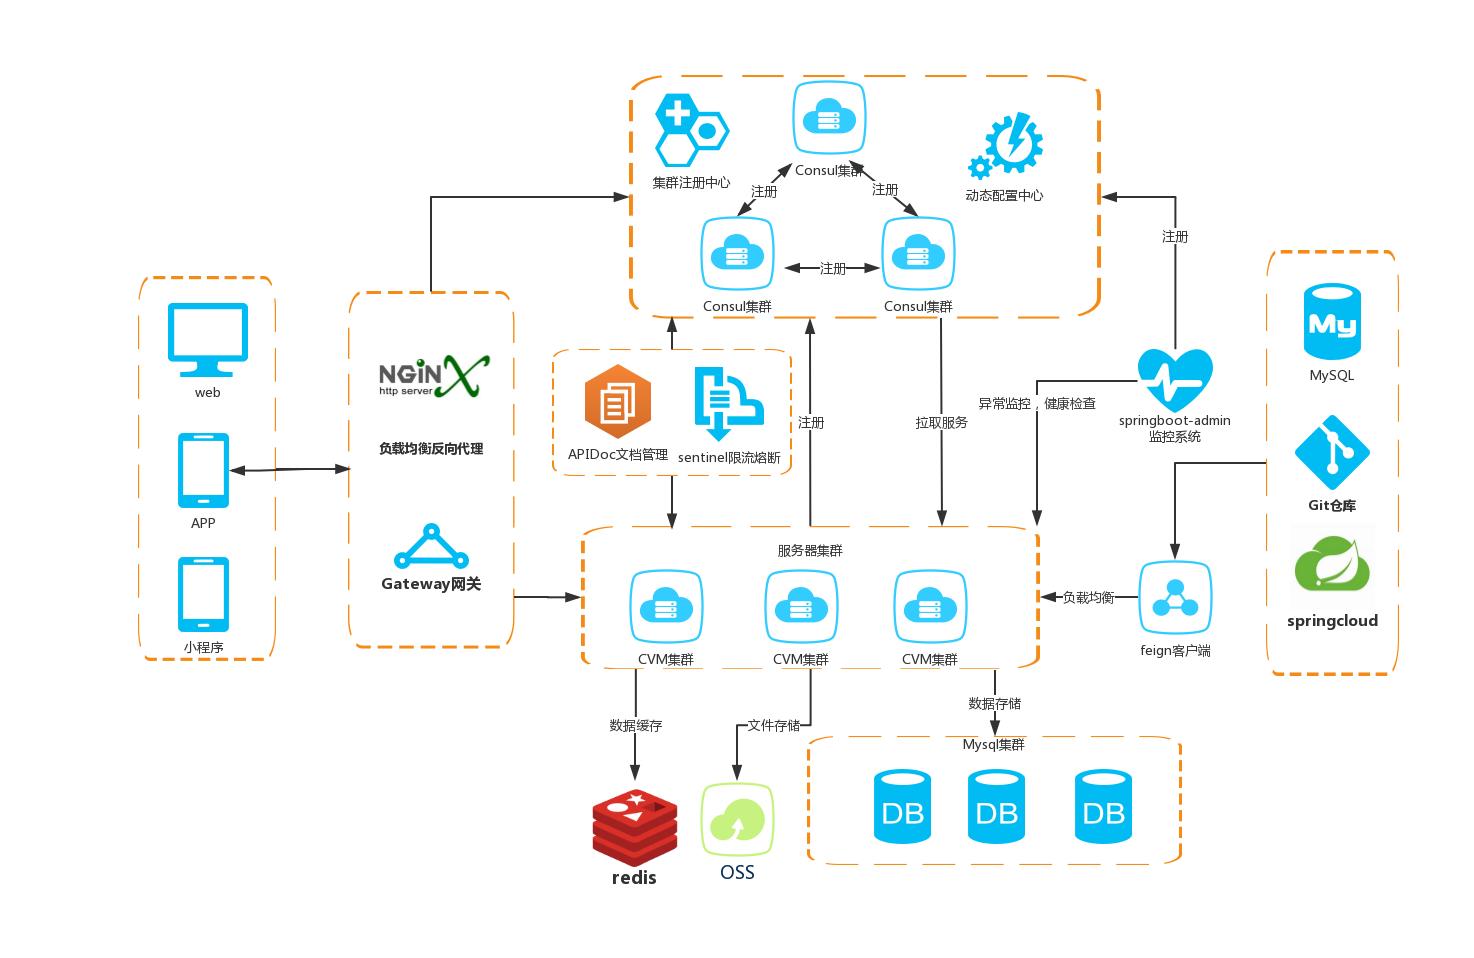 Consul集群
集群注册中心
动态配置中心
注册
注册
注册
Consul集群
Consul集群
注册
web
APP
小程序
NGiNX
http server
负载均衡反向代理
Gateway网关
APIDoc文档管理
sentinel限流熔断
注册
拉取服务
异常监控，健康检查
springboot-admin
监控系统
My
MySQL
Git仓库
springcloud
服务器集群
CVM集群
CVM集群
CVM集群
负载均衡
feign客户端
数据缓存
文件存储
数据存储
Mysql集群
DB
DB
DB
redis
OSS